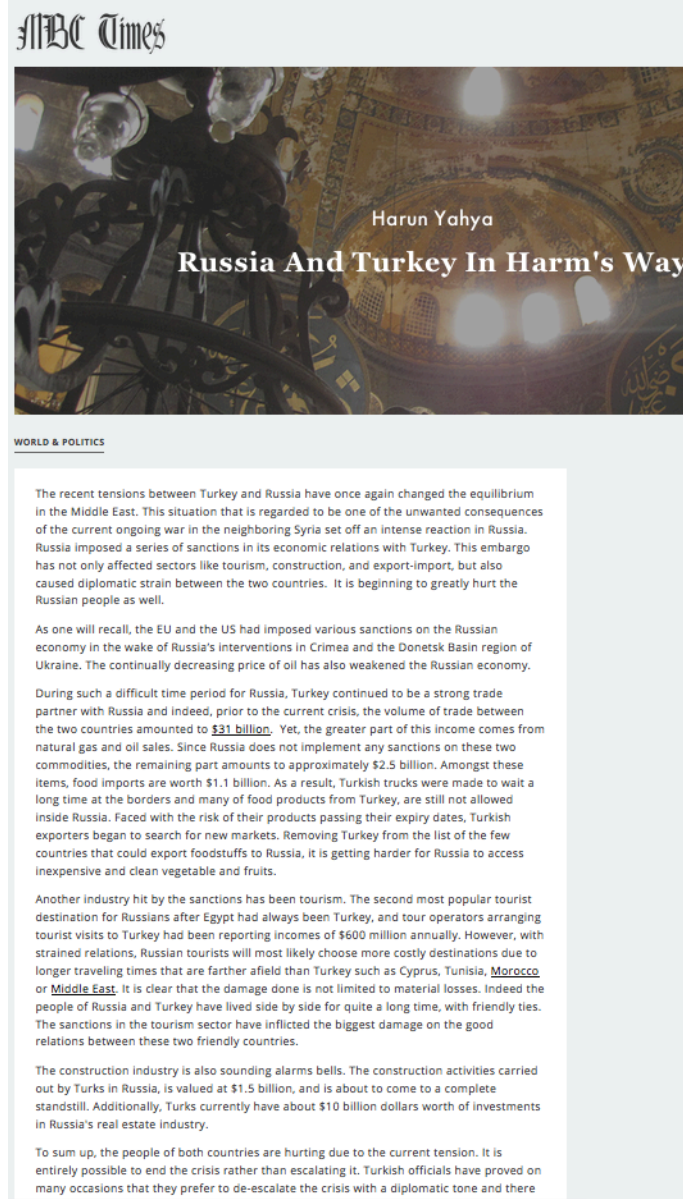 MBC Times
Harun Yahya
Russia And Turkey In Harm's Way
WORLD & POLITICS
The recent tensions between Turkey and Russia have once again changed the equilibrium
in the Middle East. This situation that is regarded to be one of the unwanted consequences
of the current ongoing war in the neighboring Syria set off an intense reaction in Russia.
Russia imposed a series of sanctions in its economic relations with Turkey. This embargo
has not only affected sectors like tourism, construction, and export-import, but also
caused diplomatic strain between the two countries.  It is beginning to greatly hurt the
Russian people as well.
As one will recall, the EU and the US had imposed various sanctions on the Russian
economy in the wake of Russia's interventions in Crimea and the Donetsk Basin region of
Ukraine. The continually decreasing price of oil has also weakened the Russian economy.
During such a difficult time period for Russia, Turkey continued to be a strong trade
partner with Russia and indeed, prior to the current crisis, the volume of trade between
the two countries amounted to $31 billion.  Yet, the greater part of this income comes from
natural gas and oil sales. Since Russia does not implement any sanctions on these two
commodities, the remaining part amounts to approximately $2.5 billion. Amongst these
items, food imports are worth $1.1 billion. As a result, Turkish trucks were made to wait a
long time at the borders and many of food products from Turkey, are still not allowed
inside Russia. Faced with the risk of their products passing their expiry dates, Turkish
exporters began to search for new markets. Removing Turkey from the list of the few
countries that could export foodstuffs to Russia, it is getting harder for Russia to access
inexpensive and clean vegetable and fruits.
Another industry hit by the sanctions has been tourism. The second most popular tourist
destination for Russians after Egypt had always been Turkey, and tour operators arranging
tourist visits to Turkey had been reporting incomes of $600 million annually. However, with
strained relations, Russian tourists will most likely choose more costly destinations due to
longer traveling times that are farther afield than Turkey such as Cyprus, Tunisia, Morocco
or Middle East. It is clear that the damage done is not limited to material losses. Indeed the
people of Russia and Turkey have lived side by side for quite a long time, with friendly ties.
The sanctions in the tourism sector have inflicted the biggest damage on the good
relations between these two friendly countries.
The construction industry is also sounding alarms bells. The construction activities carried
out by Turks in Russia, is valued at $1.5 billion, and is about to come to a complete
standstill. Additionally, Turks currently have about $10 billion dollars worth of investments
in Russia's real estate industry.
To sum up, the people of both countries are hurting due to the current tension. It is
entirely possible to end the crisis rather than escalating it. Turkish officials have proved on
many occasions that they prefer to de-escalate the crisis with a diplomatic tone and there